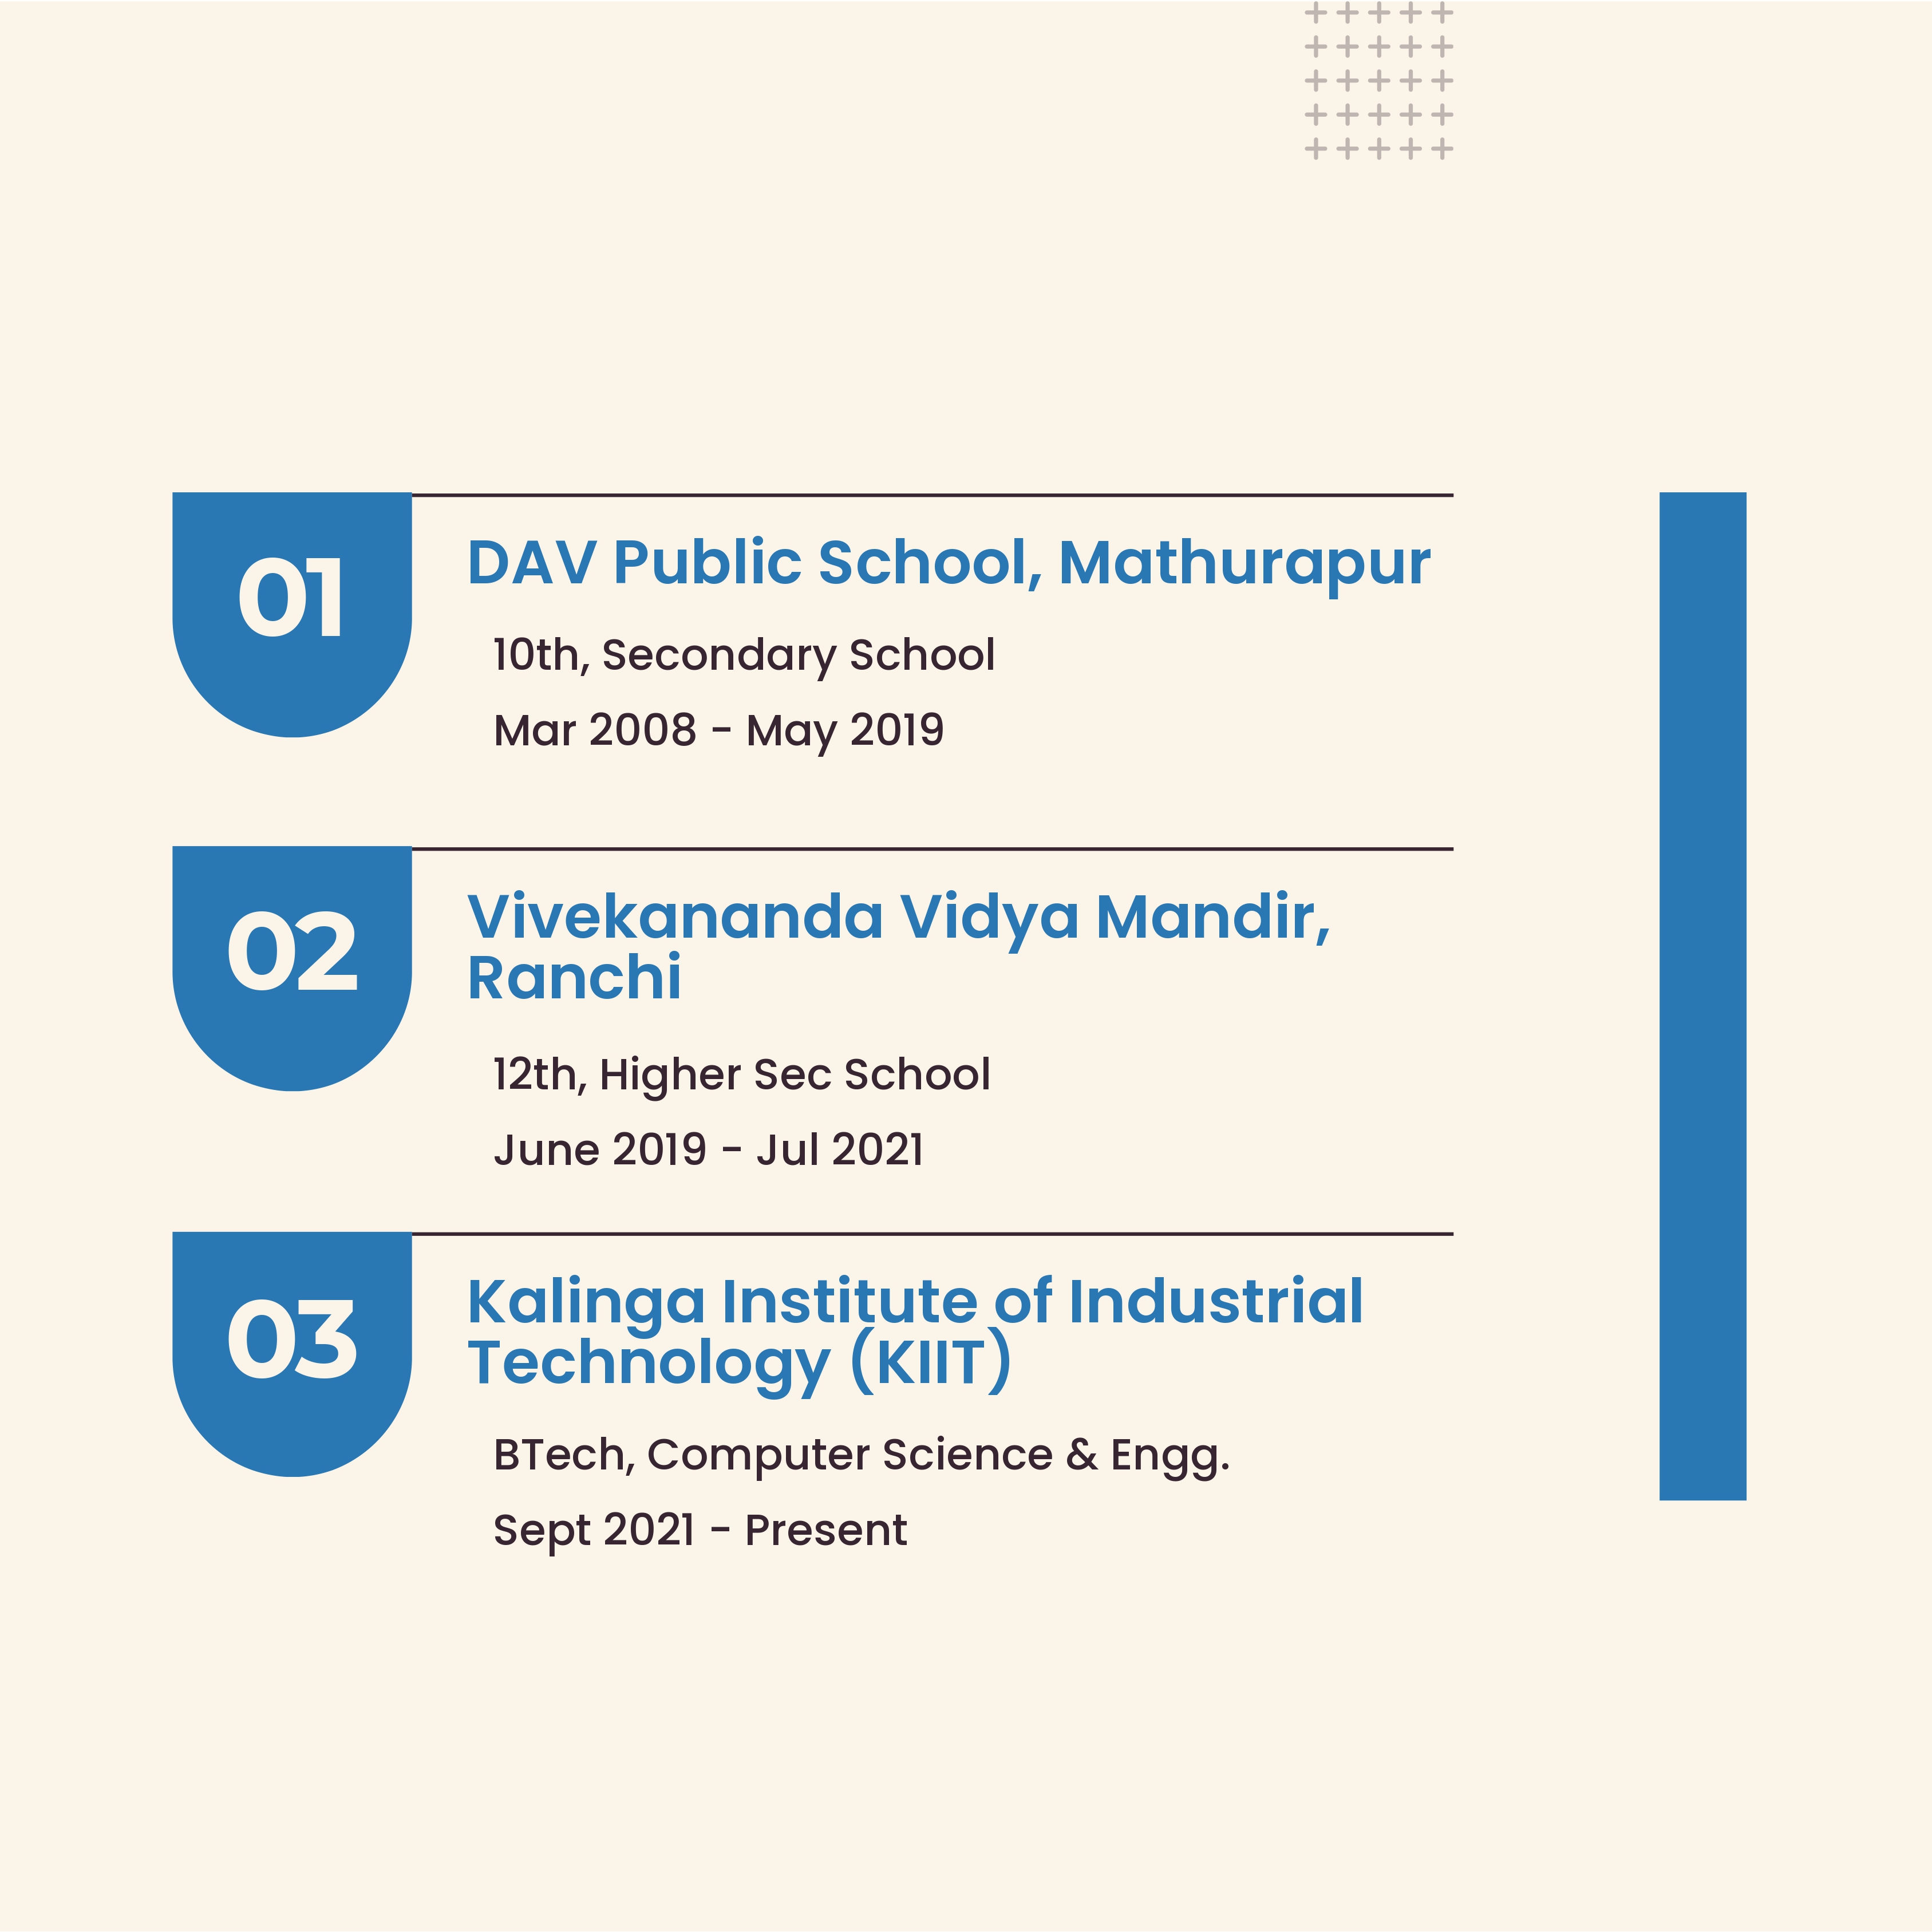 01
DAV Public School, Mathurapur
10th, Secondary School
Mar 2008 - May 2019
02
Vivekananda Vidya Mandir,
Ranchi
12th, Higher Sec School
June 2019 - Jul 2021
03
Kalinga Institute of Industrial
Technology (KIIT)
BTech, Computer Science & Engg.
Sept 2021 - Present